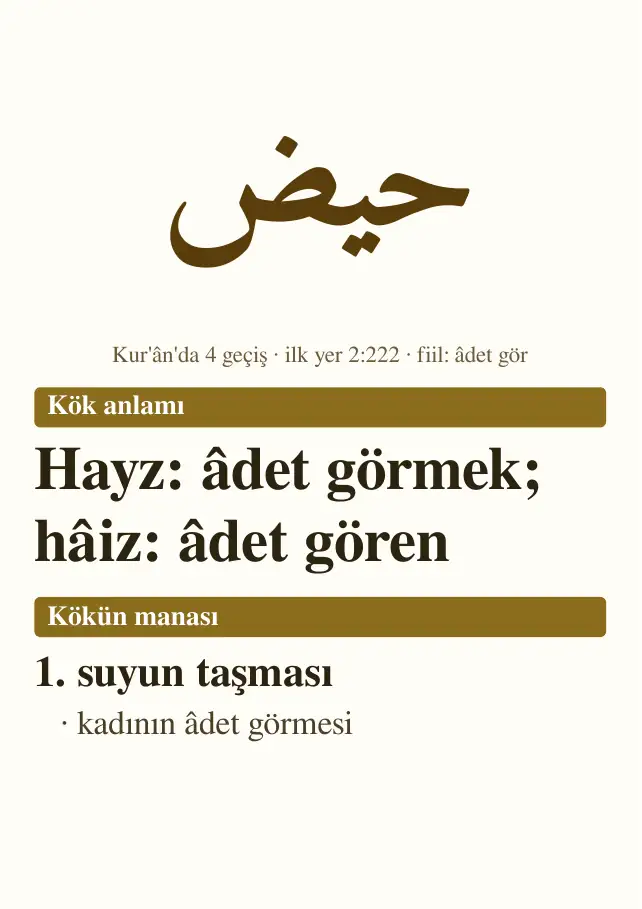 حيض
Kur'ân'da 4 geçiş · ilk yer 2:222 · fiil: âdet gör
Kök anlamı
Hayz: âdet görmek;
hâiz: âdet gören
Kökün manası
1. suyun taşması
· kadının âdet görmesi